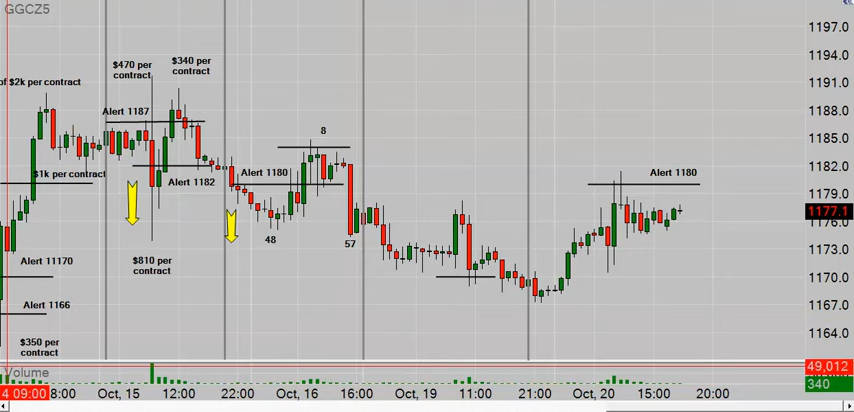 GGCZ5
1197.0
1194.0
1191.0
1188.0
1185.0
1182.0
1179.0
1177.1
1176.0
1173.0
1170.0
1167.0
1164.0
of $2k per contract
$470 per
contract
$340 per
contract
Alert 1187
8
$1k per contract
Alert 1182
Alert 1180
Alert 1180
48
57
Alert 11170
$810 per
contract
Alert 1166
$350 per
contract
Volume
49,012
340
4 09:00
8:00
Oct, 15
12:00
22:00
Oct, 16
16:00
Oct, 19
11:00
21:00
Oct, 20
15:00
20:00